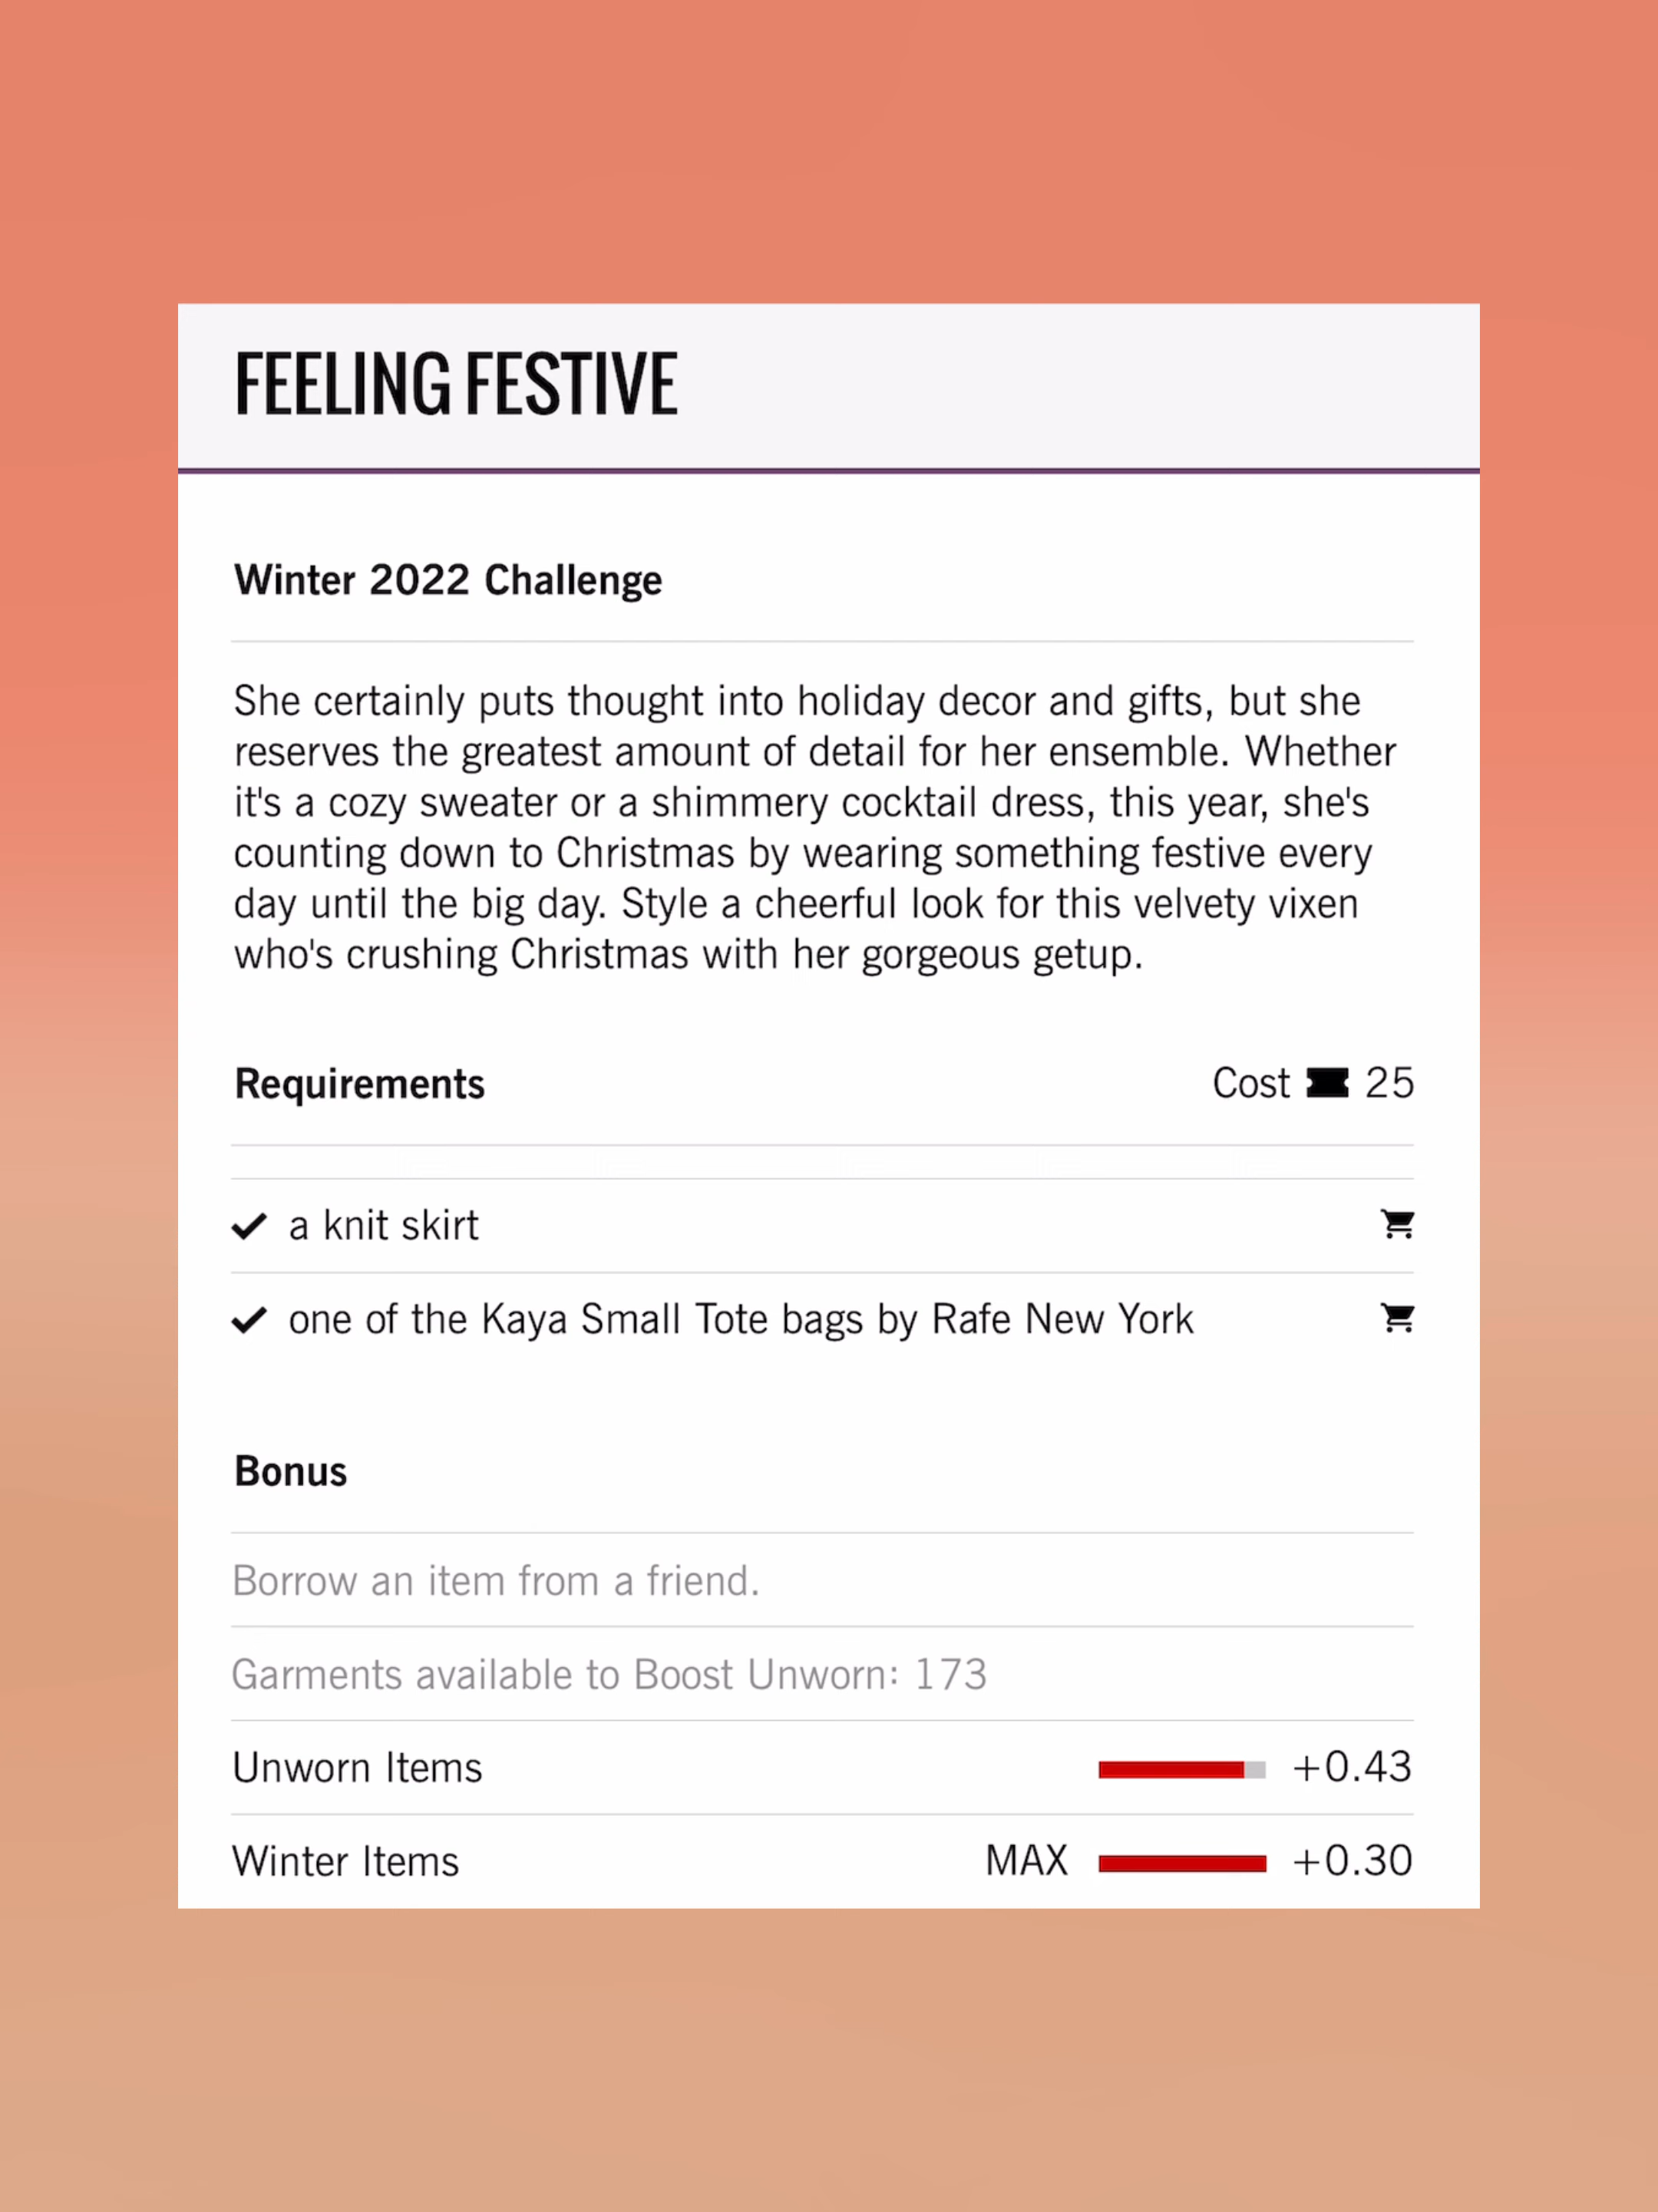 FEELING FESTIVE
Winter 2022 Challenge
She certainly puts thought into holiday decor and gifts, but she
reserves the greatest amount of detail for her ensemble. Whether
it's a cozy sweater or a shimmery cocktail dress, this year, she's
counting down to Christmas by wearing something festive every
day until the big day. Style a cheerful look for this velvety vixen
who's crushing Christmas with her gorgeous getup.
Requirements Cost 25
a knit skirt
one of the Kaya Small Tote bags by Rafe New York
Bonus
Borrow an item from a friend.
Garments available to Boost Unworn: 173
Unworn Items +0.43
Winter Items MAX +0.30